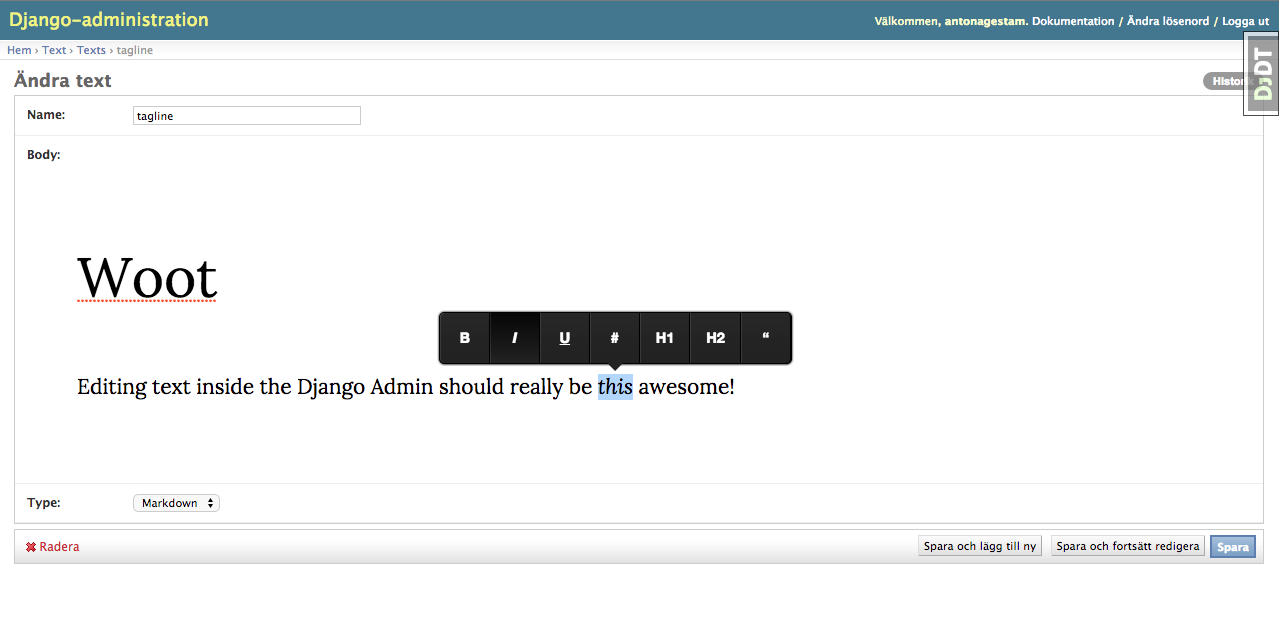 Django-administration
Välkommen, antonagestam. Dokumentation / Ändra lösenord / Logga ut
Hem › Text › Texts › tagline
DJDT
Ändra text
Name: tagline
Body:
Woot
B I U # H1 H2 “
Editing text inside the Django Admin should really be this awesome!
Type: Markdown
Radera
Spara och lägg till ny Spara och fortsätt redigera Spara